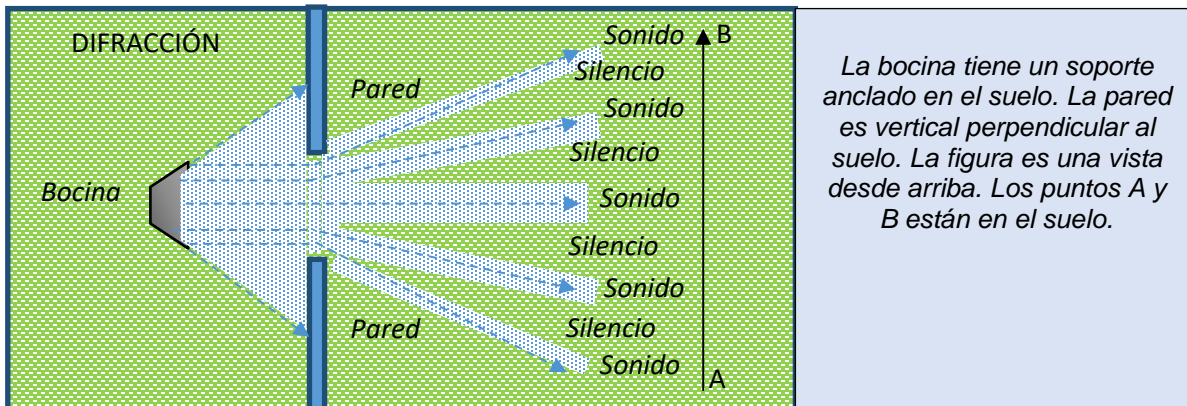 DIFRACCIÓN
Bocina
Pared
Pared
Sonido
Silencio
Sonido
Silencio
Sonido
Silencio
Sonido
Silencio
Sonido
B
A
La bocina tiene un soporte
anclado en el suelo. La pared
es vertical perpendicular al
suelo. La figura es una vista
desde arriba. Los puntos A y
B están en el suelo.